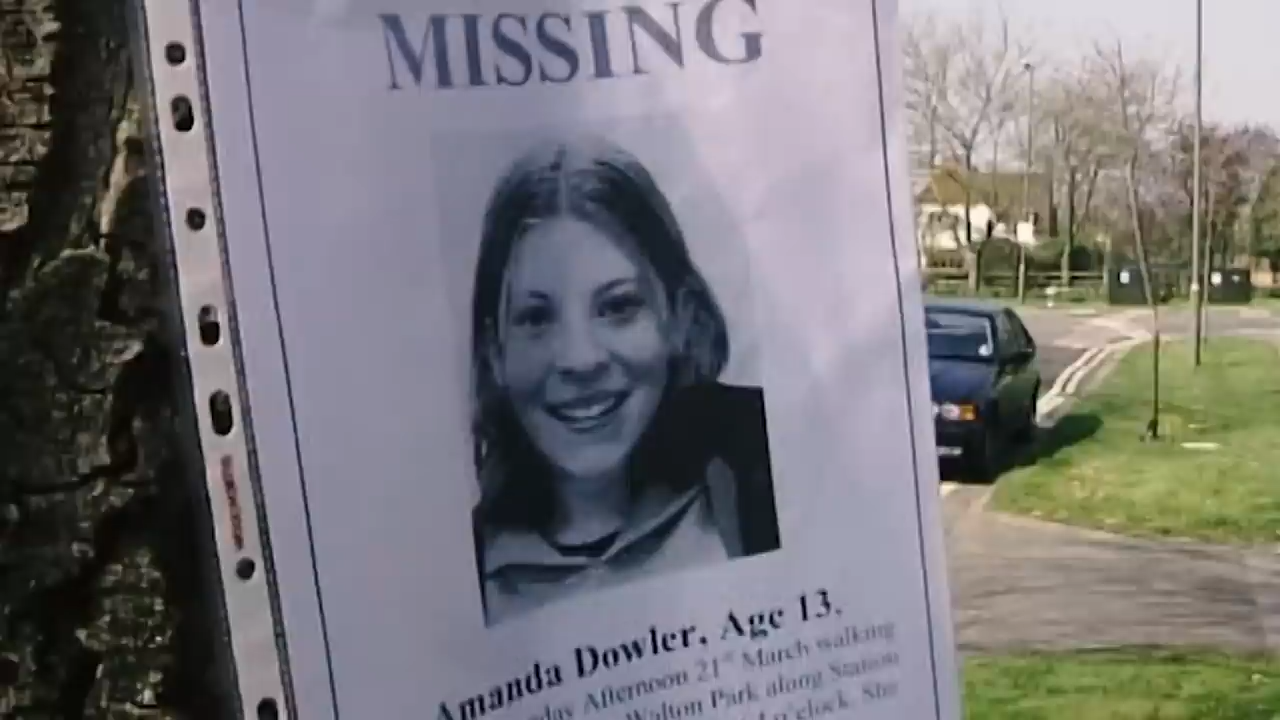 MISSING
Amanda Dowler. Age 13.
Afternoon 21st March walking
Walton Park along Station
o'clock. She